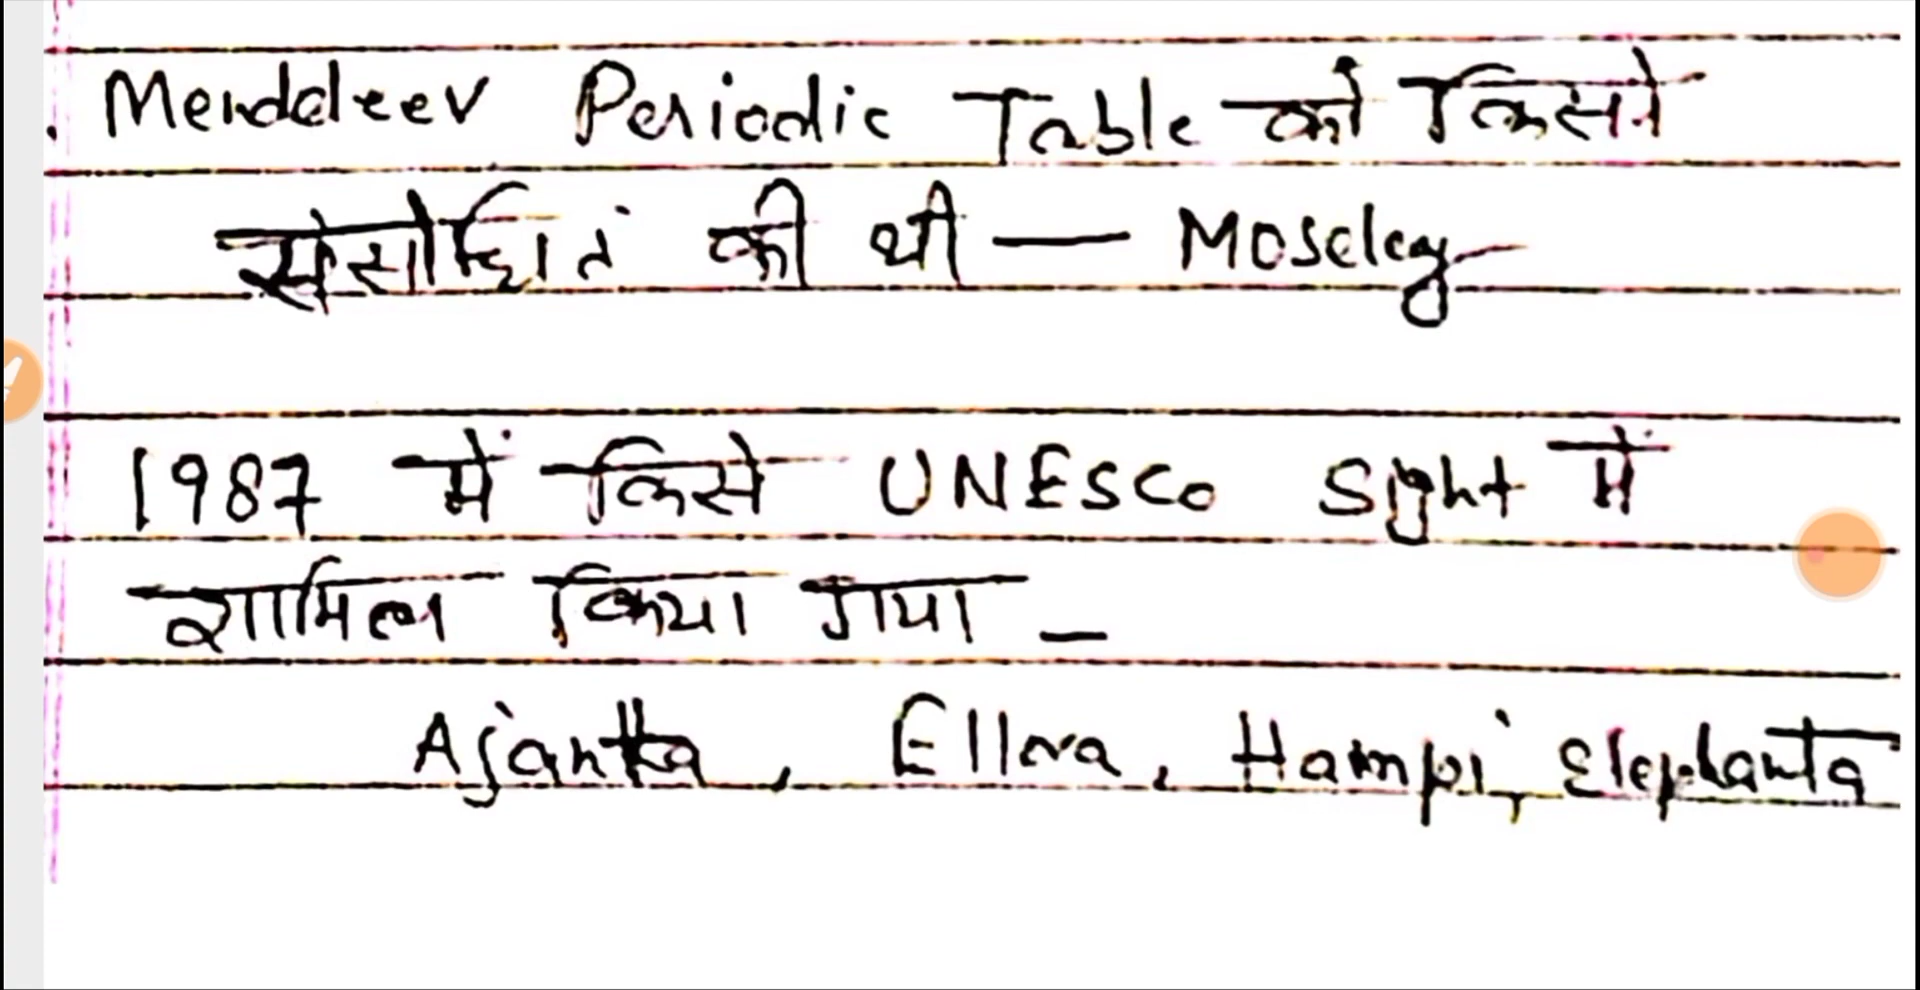 . Mendeleev Periodic Table को किसने
संसोधित की थी — Moseley
1987 में किसे UNESCO Sight में
शामिल किया गया -
Ajanta, Ellora, Hampi, Elephanta